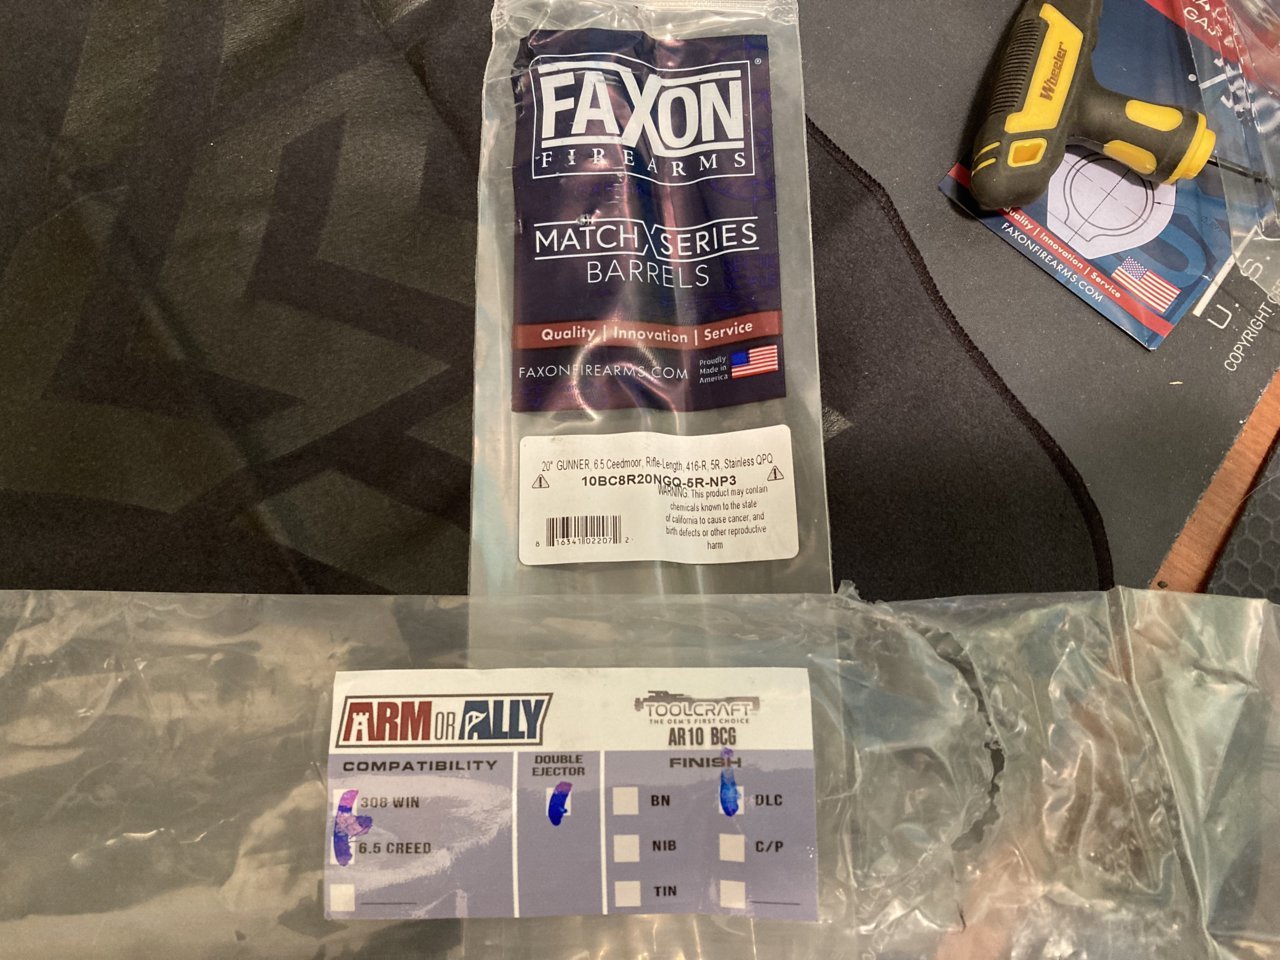 FAXON®
FIREARMS
MATCH SERIES
BARRELS
Quality | Innovation | Service
FAXONFIREARMS.COM
Proudly
Made in
America
20" GUNNER, 6.5 Ceedmoor, Rifle-Length, 416-R, 5R, Stainless QPQ
10BC8R20NGQ-5R-NP3
WARNING. This product may contain
chemicals known to the state
of california to cause cancer, and
birth defects or other reproductive
harm
8 16341 02207 2
Wheeler
Quality | Innovation | Service
FAXONFIREARMS.COM
U.S.
COPYRIGHT
ARM OR ALLY
TOOLCRAFT
THE OEM'S FIRST CHOICE
AR10 BCG
COMPATIBILITY
308 WIN
6.5 CREED
DOUBLE
EJECTOR
FINISH
BN
DLC
NIB
C/P
TIN